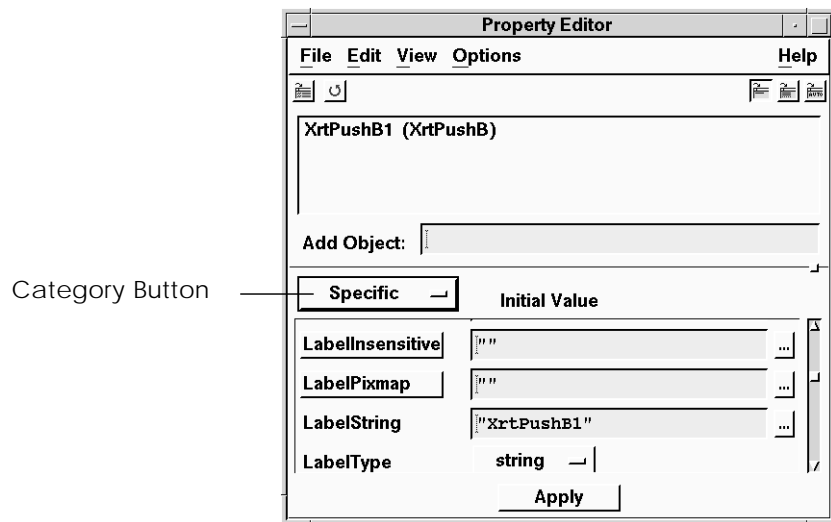 Property Editor
File Edit View Options Help
AUTO
XrtPushB1 (XrtPushB)
Add Object:
Category Button
Specific
Initial Value
LabelInsensitive "" ...
LabelPixmap "" ...
LabelString "XrtPushB1" ...
LabelType string
Apply